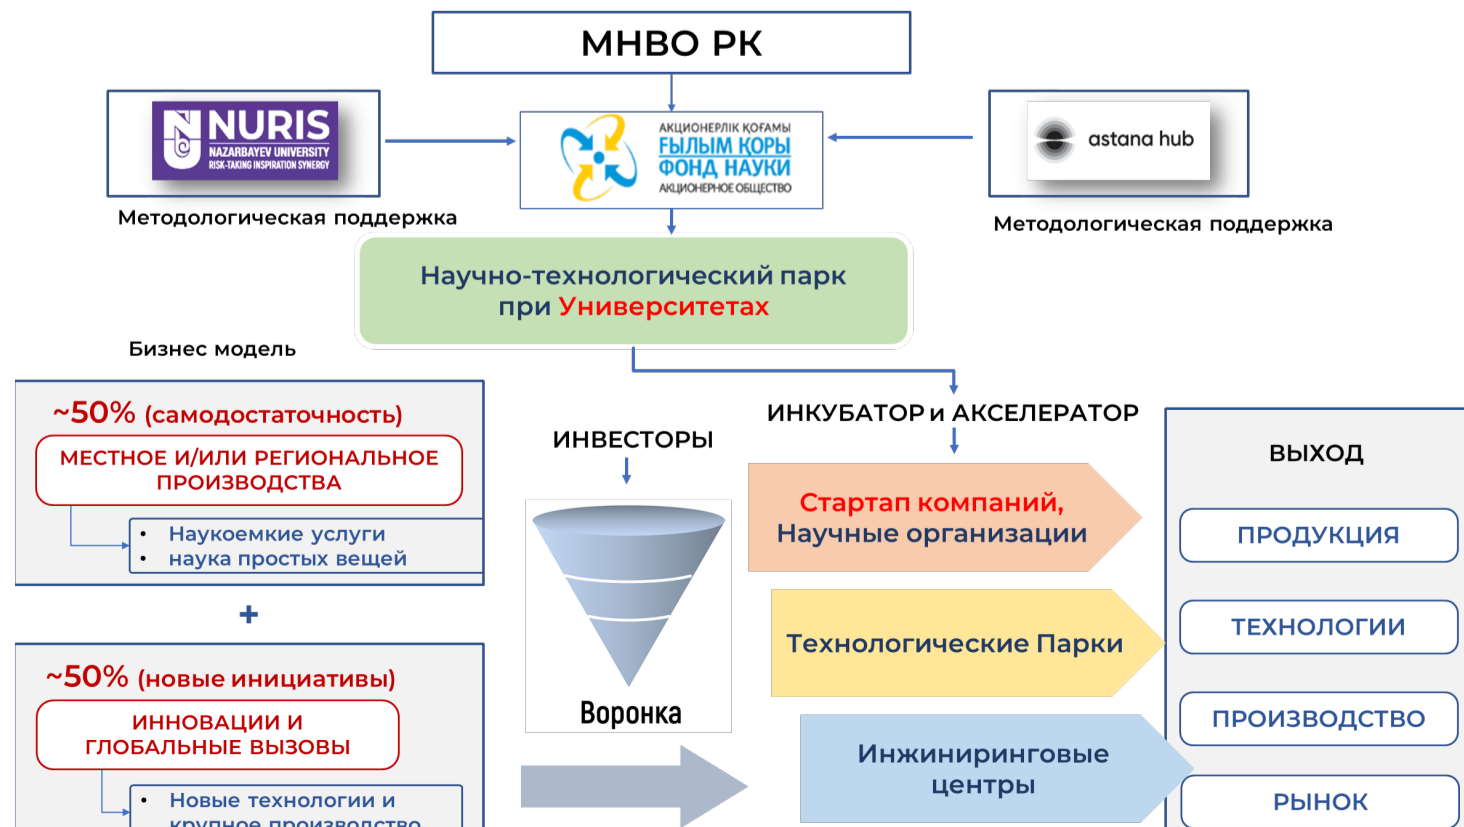 МНВО РК
NURIS
NAZARBAYEV UNIVERSITY
RISK-TAKING INSPIRATION SYNERGY
АКЦИОНЕРЛІК ҚОҒАМЫ
ҒЫЛЫМ ҚОРЫ
ФОНД НАУКИ
АКЦИОНЕРНОЕ ОБЩЕСТВО
astana hub
Методологическая поддержка
Методологическая поддержка
Научно-технологический парк
при Университетах
Бизнес модель
~50% (самодостаточность)
МЕСТНОЕ И/ИЛИ РЕГИОНАЛЬНОЕ
ПРОИЗВОДСТВА
• Наукоемкие услуги
• наука простых вещей
+
~50% (новые инициативы)
ИННОВАЦИИ И
ГЛОБАЛЬНЫЕ ВЫЗОВЫ
• Новые технологии и
крупное производство
ИНВЕСТОРЫ
Воронка
ИНКУБАТОР и АКСЕЛЕРАТОР
Стартап компаний,
Научные организации
Технологические Парки
Инжиниринговые
центры
ВЫХОД
ПРОДУКЦИЯ
ТЕХНОЛОГИИ
ПРОИЗВОДСТВО
РЫНОК